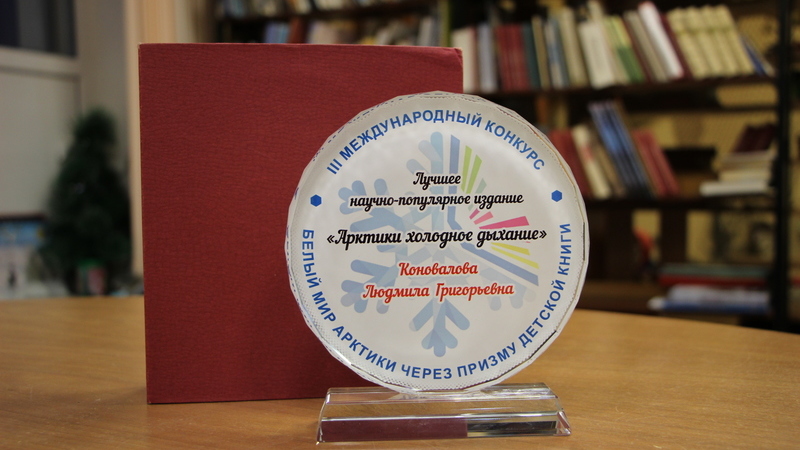 III МЕЖДУНАРОДНЫЙ КОНКУРС
Лучшее
научно-популярное издание
«Арктики холодное дыхание»
Коновалова
Людмила Григорьевна
БЕЛЫЙ МИР АРКТИКИ ЧЕРЕЗ ПРИЗМУ ДЕТСКОЙ КНИГИ